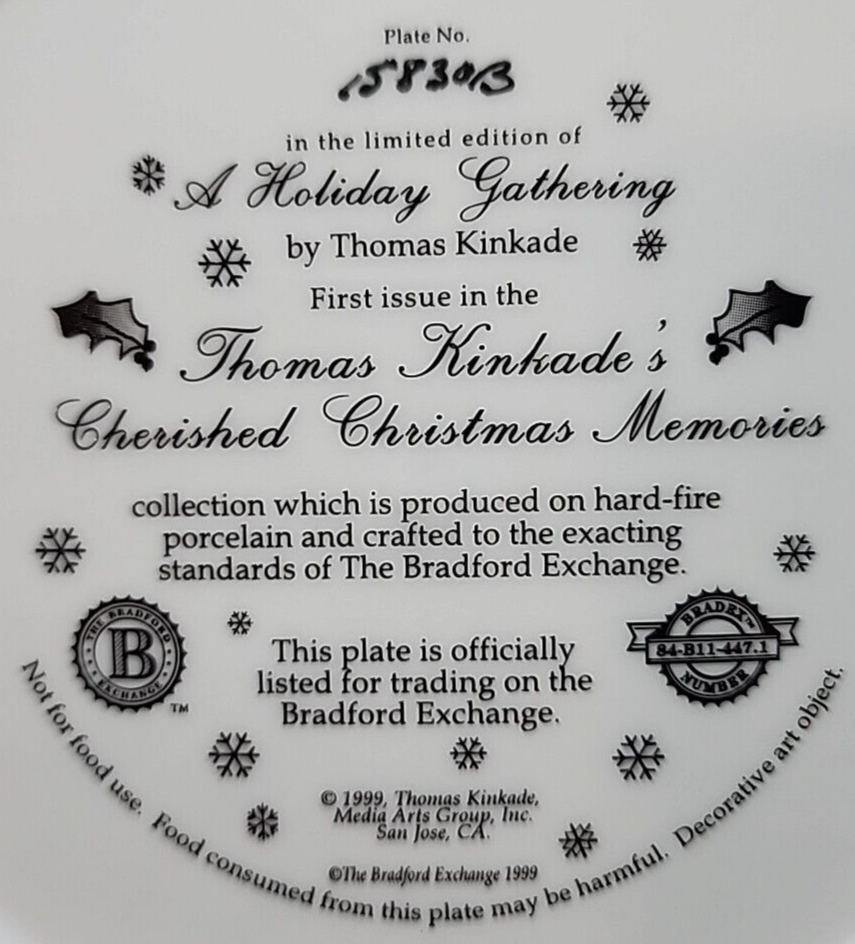 Plate No.
15830B
in the limited edition of
A Holiday Gathering
by Thomas Kinkade
First issue in the
Thomas Kinkade's
Cherished Christmas Memories
collection which is produced on hard-fire
porcelain and crafted to the exacting
standards of The Bradford Exchange.
THE BRADFORD
B
EXCHANGE
TM
This plate is officially
listed for trading on the
Bradford Exchange.
BRADEX™
84-B11-447.1
NUMBER
© 1999, Thomas Kinkade,
Media Arts Group, Inc.
San Jose, CA.
©The Bradford Exchange 1999
Not for food use. Food consumed from this plate may be harmful. Decorative art object.